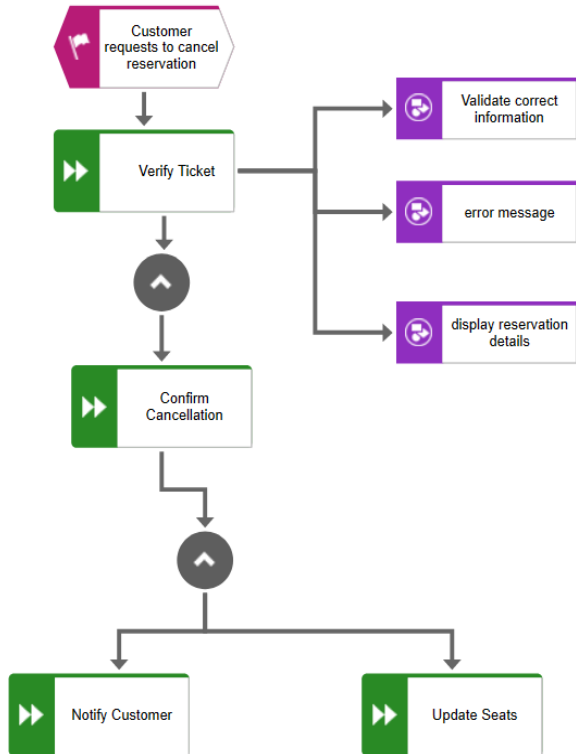 Customer
requests to cancel
reservation
Validate correct
information
Verify Ticket
error message
display reservation
details
Confirm
Cancellation
Notify Customer
Update Seats